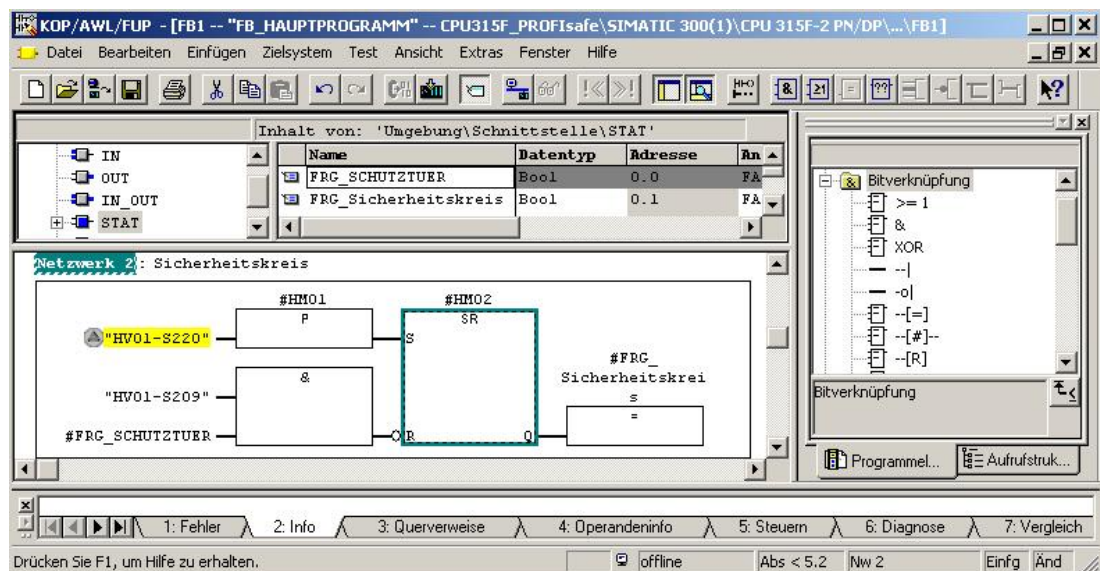 KOP/AWL/FUP - [FB1 -- "FB_HAUPTPROGRAMM" -- CPU315F_PROFIsafe\SIMATIC 300(1)\CPU 315F-2 PN/DP\...\FB1]
Datei Bearbeiten Einfügen Zielsystem Test Ansicht Extras Fenster Hilfe
Inhalt von: 'Umgebung\Schnittstelle\STAT'
IN
OUT
IN_OUT
STAT
Name Datentyp Adresse An
FRG_SCHUTZTUER Bool 0.0 FA
FRG_Sicherheitskreis Bool 0.1 FA
Netzwerk 2: Sicherheitskreis
#HM01 #HM02
P SR
"HV01-S220" S
&
"HV01-S209"
#FRG_SCHUTZTUER R Q
#FRG_
Sicherheitskrei
s
=
Bitverknüpfung
>= 1
&
XOR
--|
-o|
--[=]
--[#]--
--[R]
Bitverknüpfung
Programmel... Aufrufstruk...
1: Fehler 2: Info 3: Querverweise 4: Operandeninfo 5: Steuern 6: Diagnose 7: Vergleich
Drücken Sie F1, um Hilfe zu erhalten. offline Abs < 5.2 Nw 2 Einfg Änd